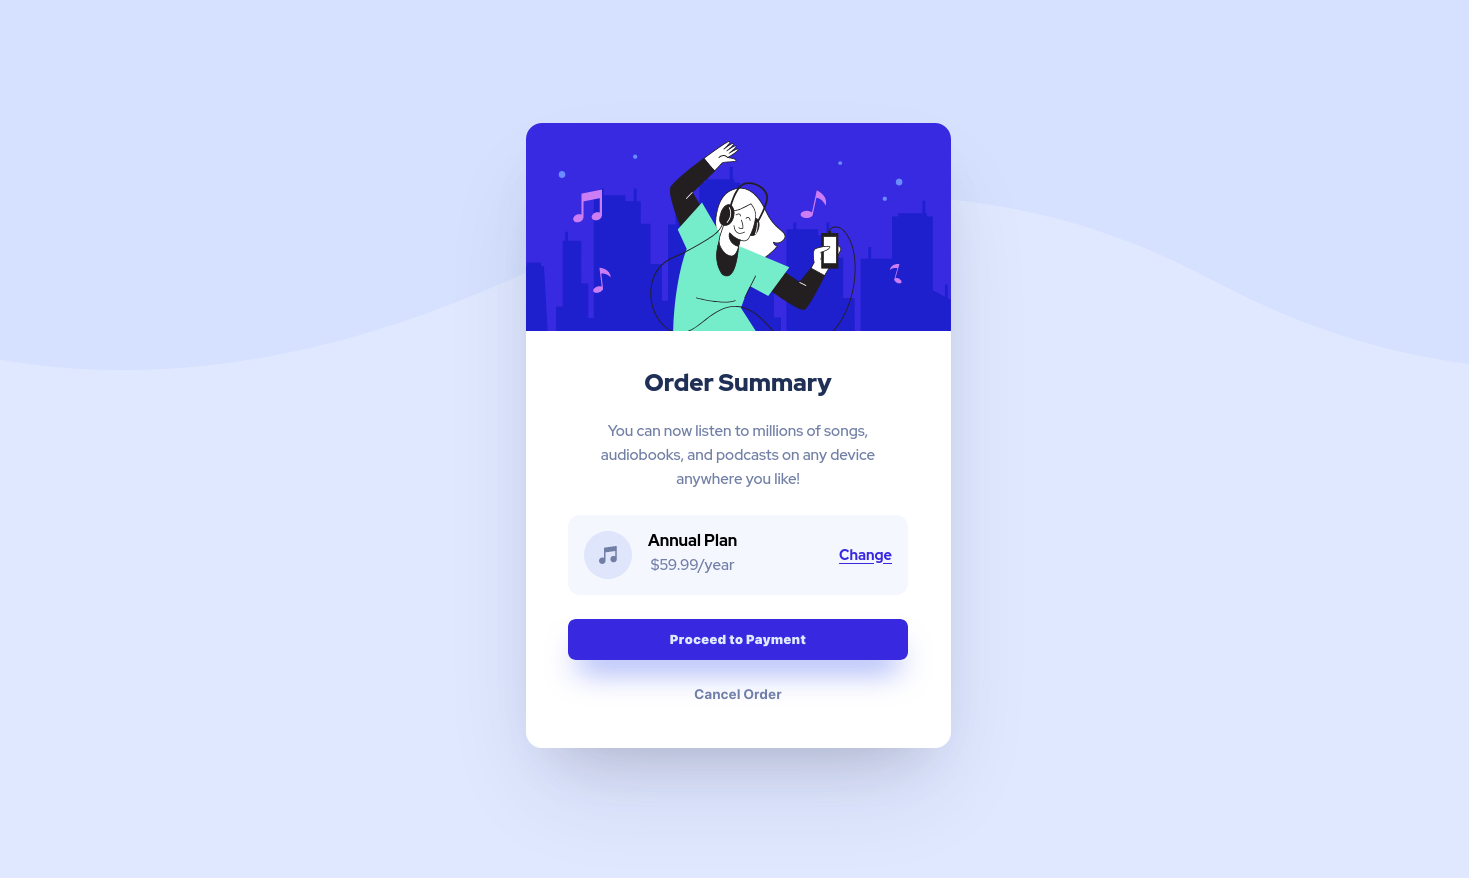 Order Summary
You can now listen to millions of songs,
audiobooks, and podcasts on any device
anywhere you like!
Annual Plan
$59.99/year
Change
Proceed to Payment
Cancel Order